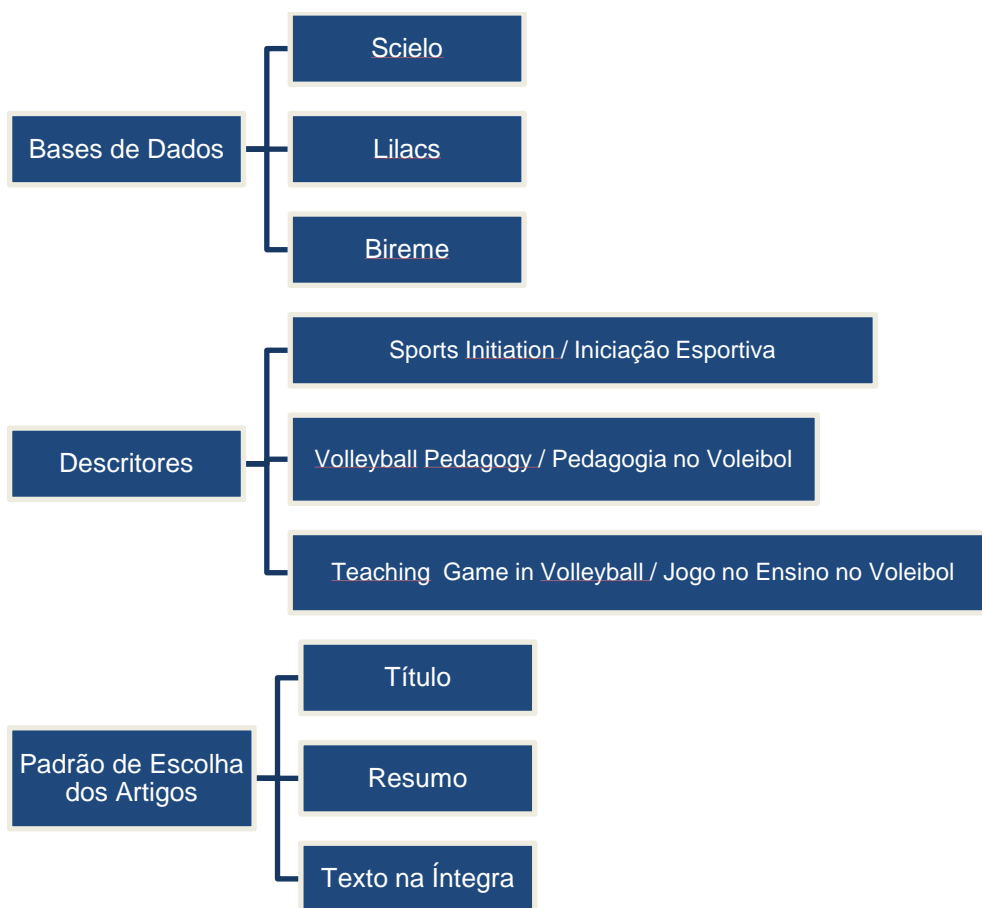 Bases de Dados
Scielo
Lilacs
Bireme
Descritores
Sports Initiation / Iniciação Esportiva
Volleyball Pedagogy / Pedagogia no Voleibol
Teaching Game in Volleyball / Jogo no Ensino no Voleibol
Padrão de Escolha
dos Artigos
Título
Resumo
Texto na Íntegra